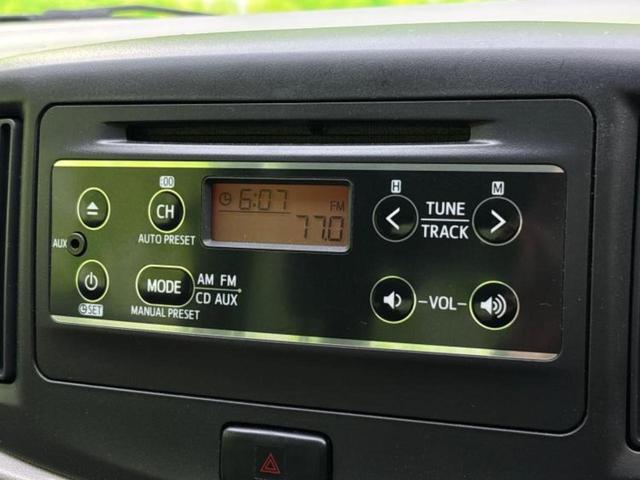 :00
H
M
6:07
FM
77.0
CH
AUTO PRESET
TUNE
TRACK
AUX
MODE
AM FM
CD AUX
MANUAL PRESET
SET
VOL